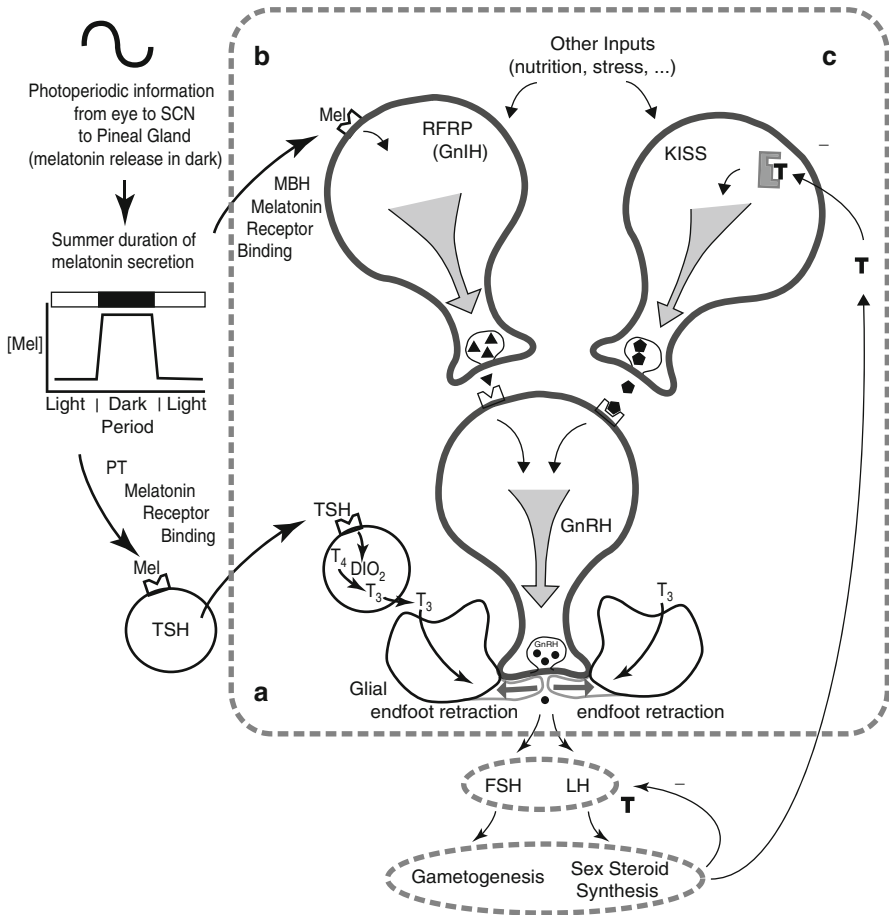 Photoperiodic information
from eye to SCN
to Pineal Gland
(melatonin release in dark)
Summer duration of
melatonin secretion
[Mel]
Light | Dark | Light
Period
PT
Melatonin
Receptor
Binding
Mel
TSH
b
Other Inputs
(nutrition, stress, ...)
c
Mel
RFRP
(GnIH)
MBH
Melatonin
Receptor
Binding
KISS
T
–
T
GnRH
TSH
T4 DIO2
T3
T3
T3
GnRH
a
Glial
endfoot retraction
endfoot retraction
FSH LH
T
–
Gametogenesis
Sex Steroid
Synthesis